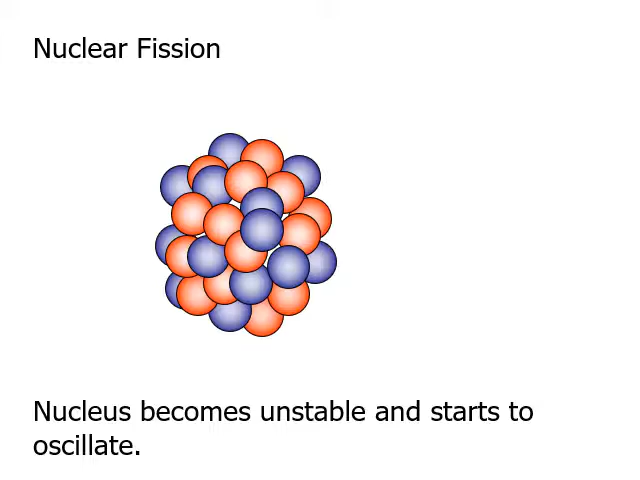 Nuclear Fission
Nucleus becomes unstable and starts to
oscillate.